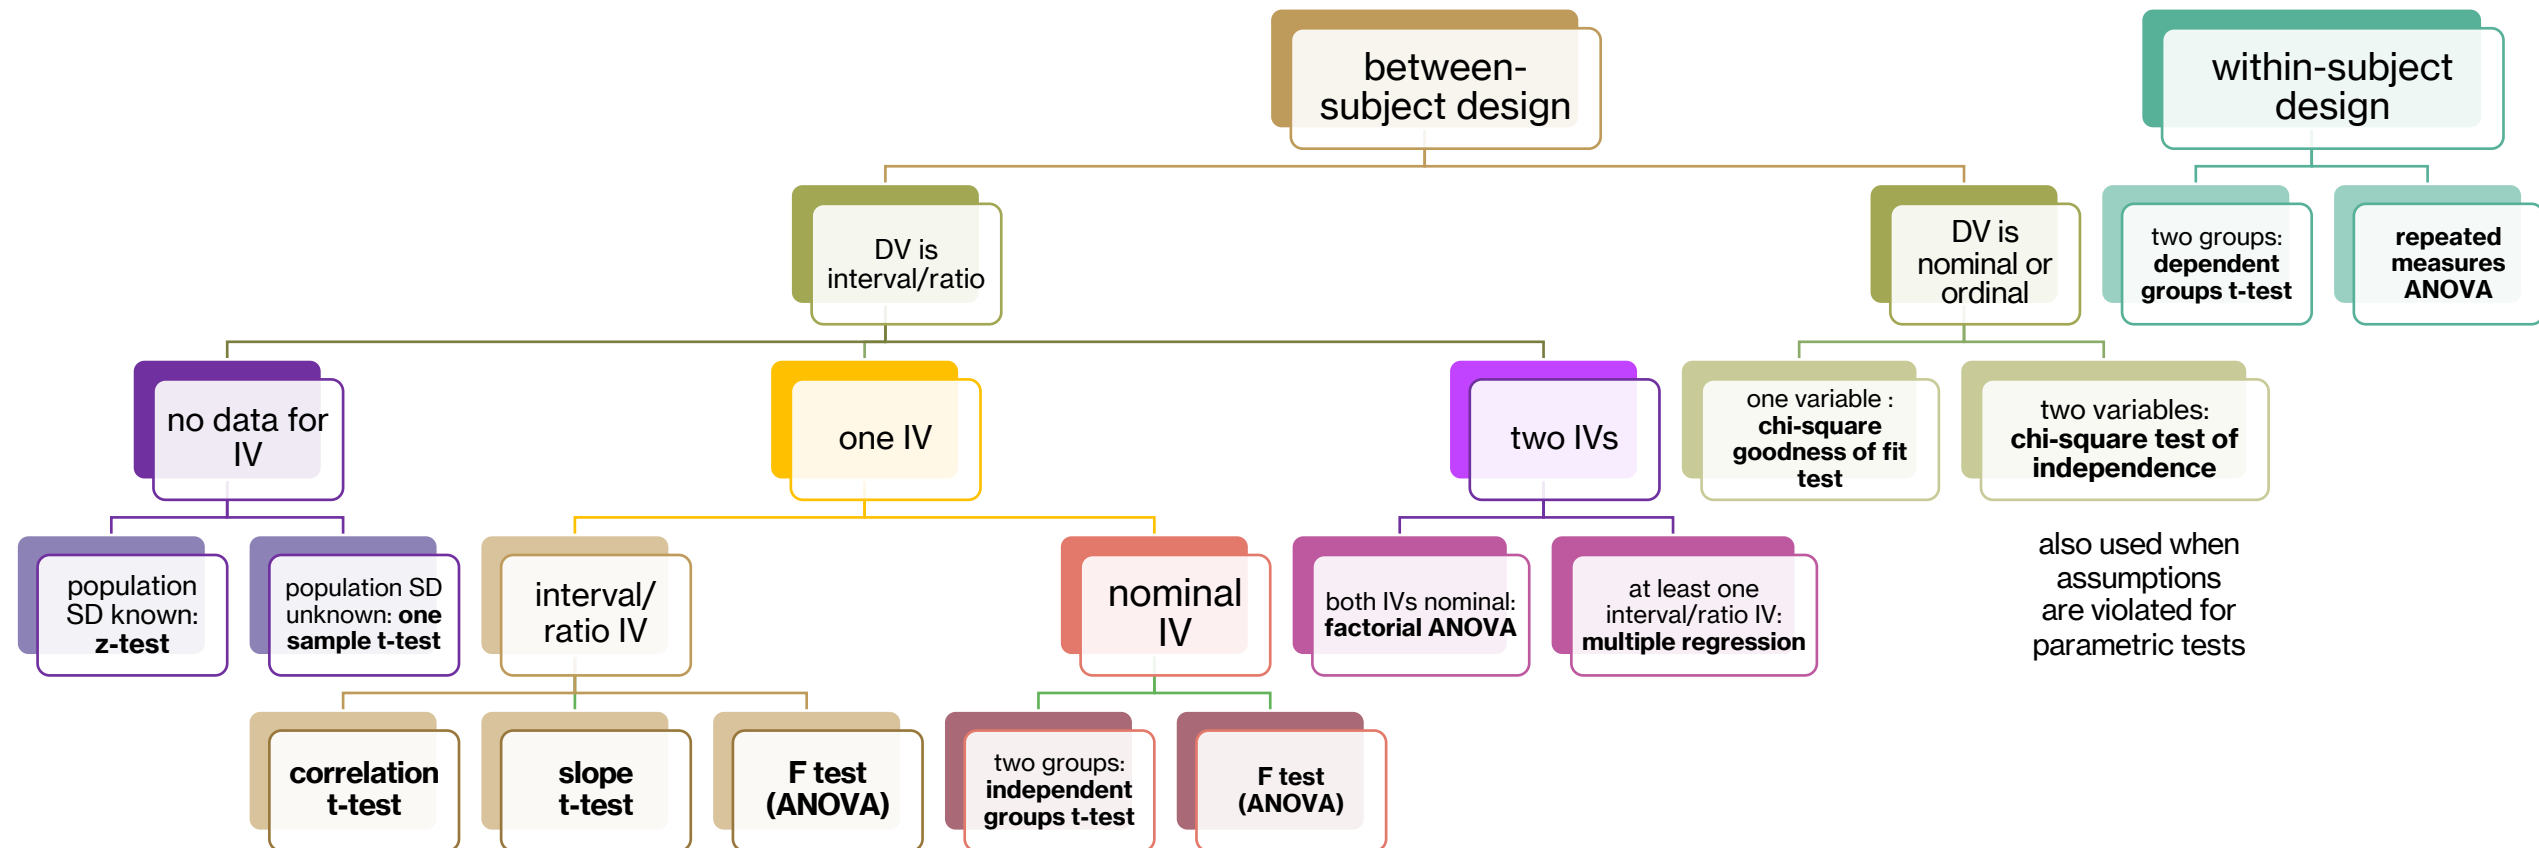 between-
subject design
within-subject
design
DV is
interval/ratio
DV is
nominal or
ordinal
two groups:
dependent
groups t-test
repeated
measures
ANOVA
no data for
IV
one IV
two IVs
one variable :
chi-square
goodness of fit
test
two variables:
chi-square test of
independence
population
SD known:
z-test
population SD
unknown: one
sample t-test
interval/
ratio IV
nominal
IV
both IVs nominal:
factorial ANOVA
at least one
interval/ratio IV:
multiple regression
also used when
assumptions
are violated for
parametric tests
correlation
t-test
slope
t-test
F test
(ANOVA)
two groups:
independent
groups t-test
F test
(ANOVA)